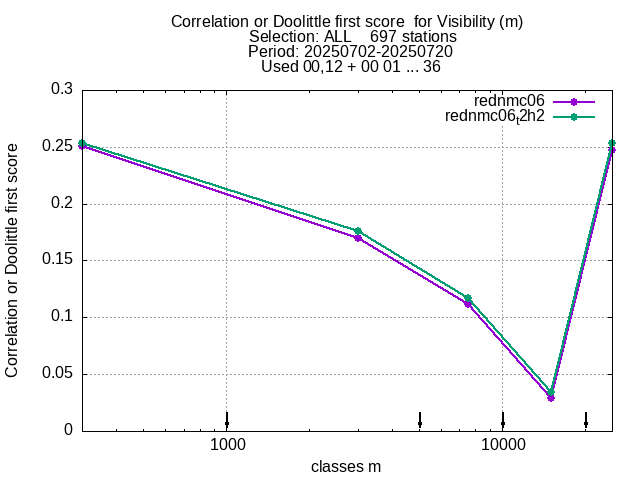 Correlation or Doolittle first score  for Visibility (m)
Selection: ALL    697 stations
Period: 20250702-20250720
Used 00,12 + 00 01 ... 36
rednmc06
rednmc06t2h2
Correlation or Doolittle first score
0.3
0.25
0.2
0.15
0.1
0.05
0
1000 10000
classes m